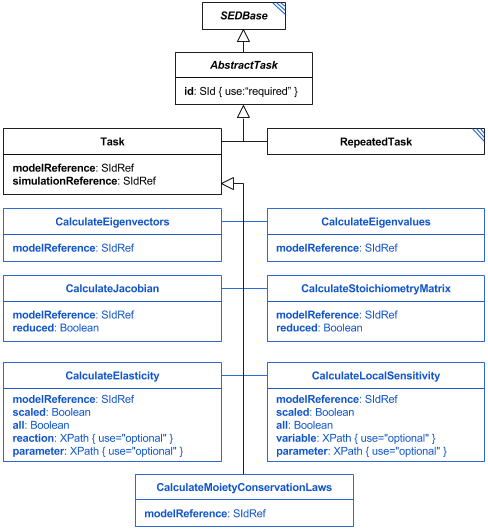 SEDBase
AbstractTask
id: SId { use:"required" }
Task
modelReference: SIdRef
simulationReference: SIdRef
RepeatedTask
CalculateEigenvectors
modelReference: SIdRef
CalculateEigenvalues
modelReference: SIdRef
CalculateJacobian
modelReference: SIdRef
reduced: Boolean
CalculateStoichiometryMatrix
modelReference: SIdRef
reduced: Boolean
CalculateElasticity
modelReference: SIdRef
scaled: Boolean
all: Boolean
reaction: XPath { use="optional" }
parameter: XPath { use="optional" }
CalculateLocalSensitivity
modelReference: SIdRef
scaled: Boolean
all: Boolean
variable: XPath { use="optional" }
parameter: XPath { use="optional" }
CalculateMoietyConservationLaws
modelReference: SIdRef